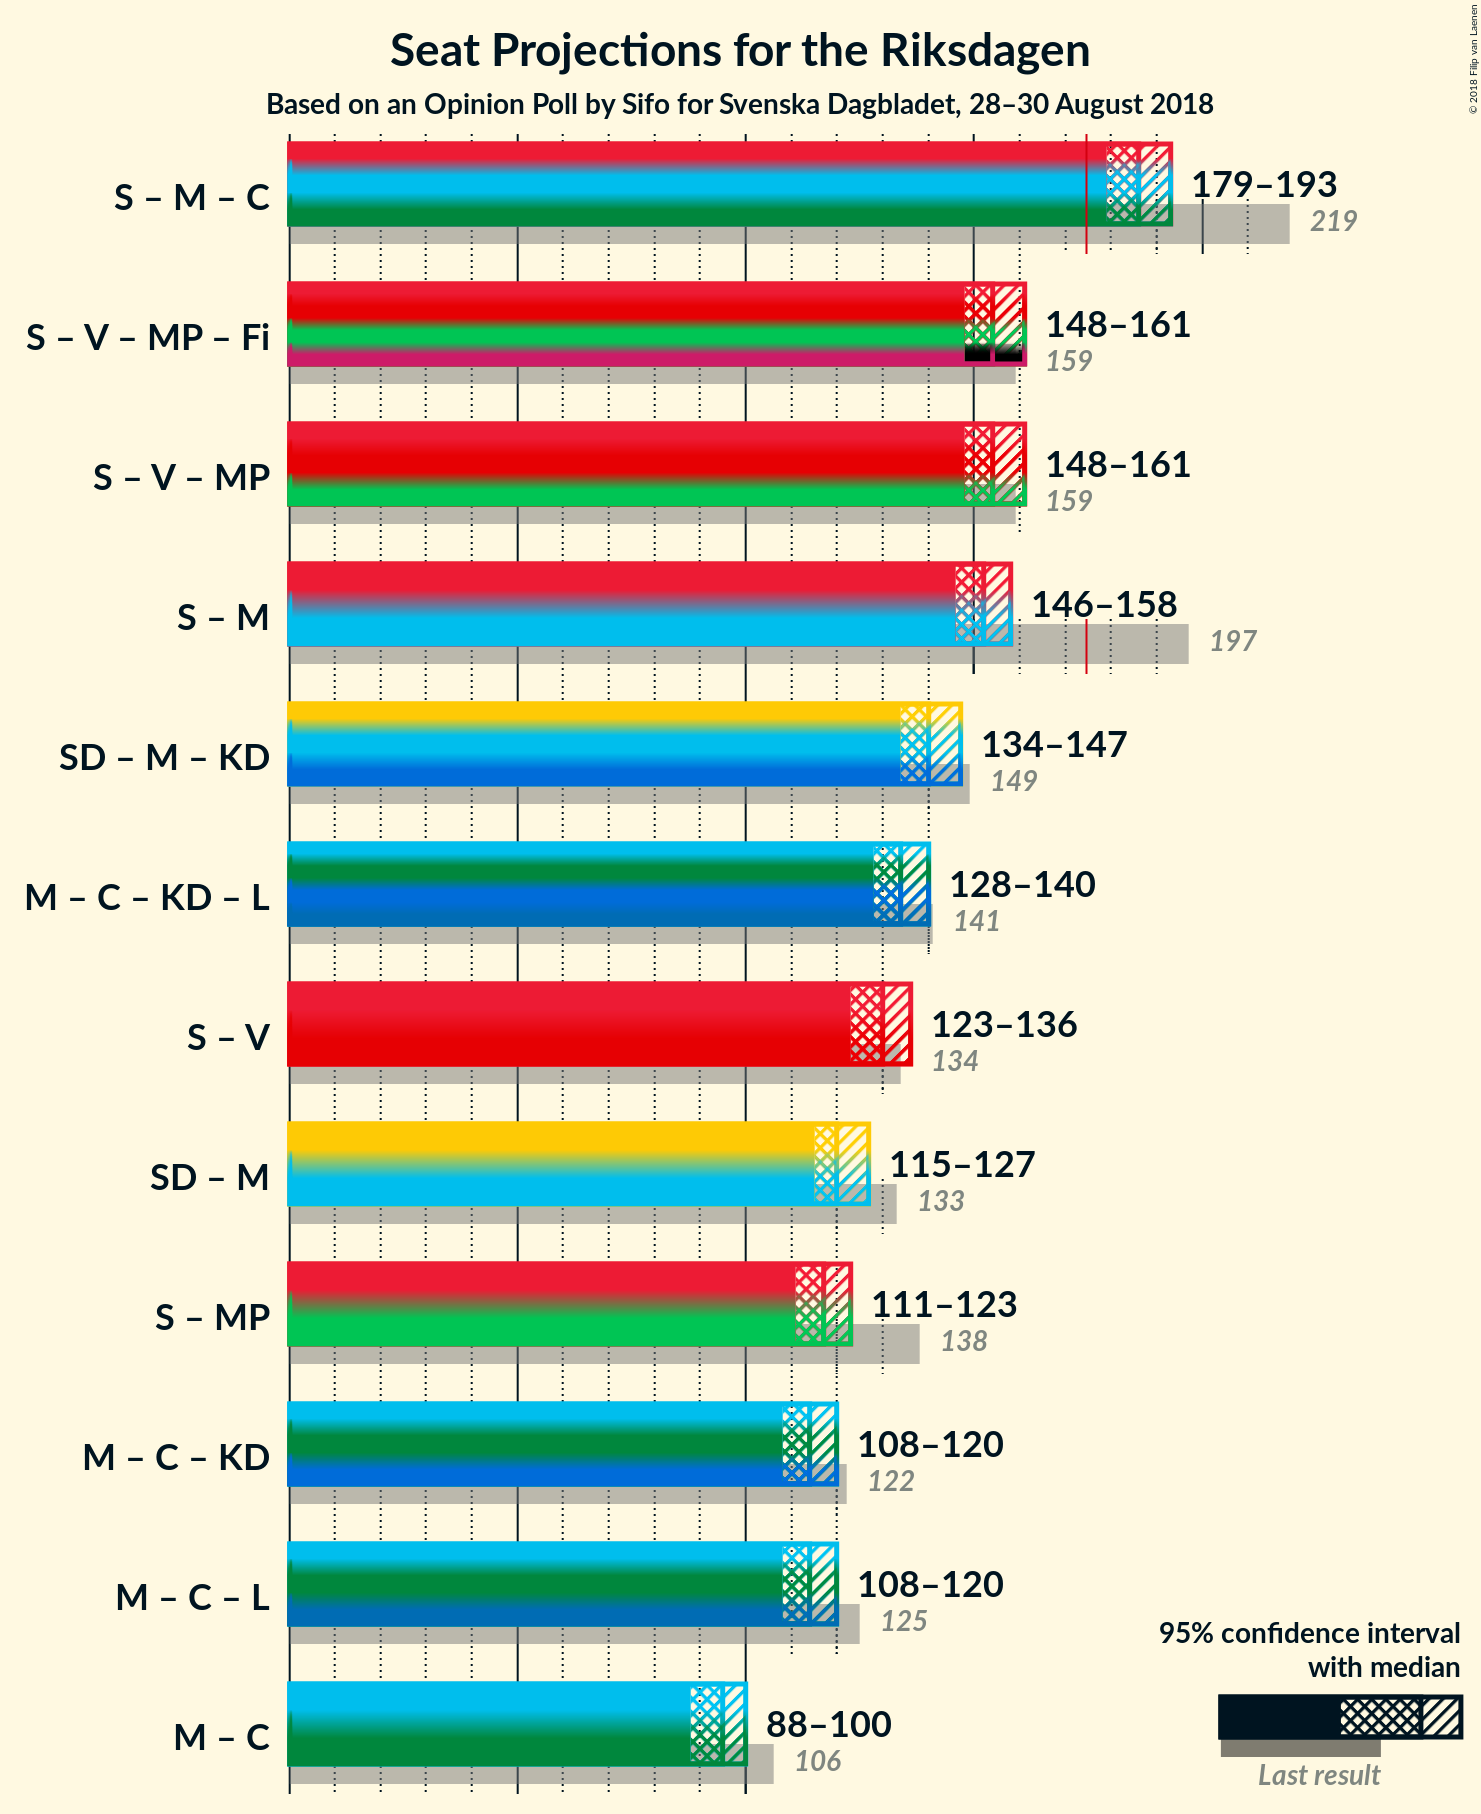 Seat Projections for the Riksdagen
Based on an Opinion Poll by Sifo for Svenska Dagbladet, 28–30 August 2018
© 2018 Filip van Laenen
S – M – C
179–193
219
S – V – MP – Fi
148–161
159
S – V – MP
148–161
159
S – M
146–158
197
SD – M – KD
134–147
149
M – C – KD – L
128–140
141
S – V
123–136
134
SD – M
115–127
133
S – MP
111–123
138
M – C – KD
108–120
122
M – C – L
108–120
125
M – C
88–100
106
95% confidence interval
with median
Last result